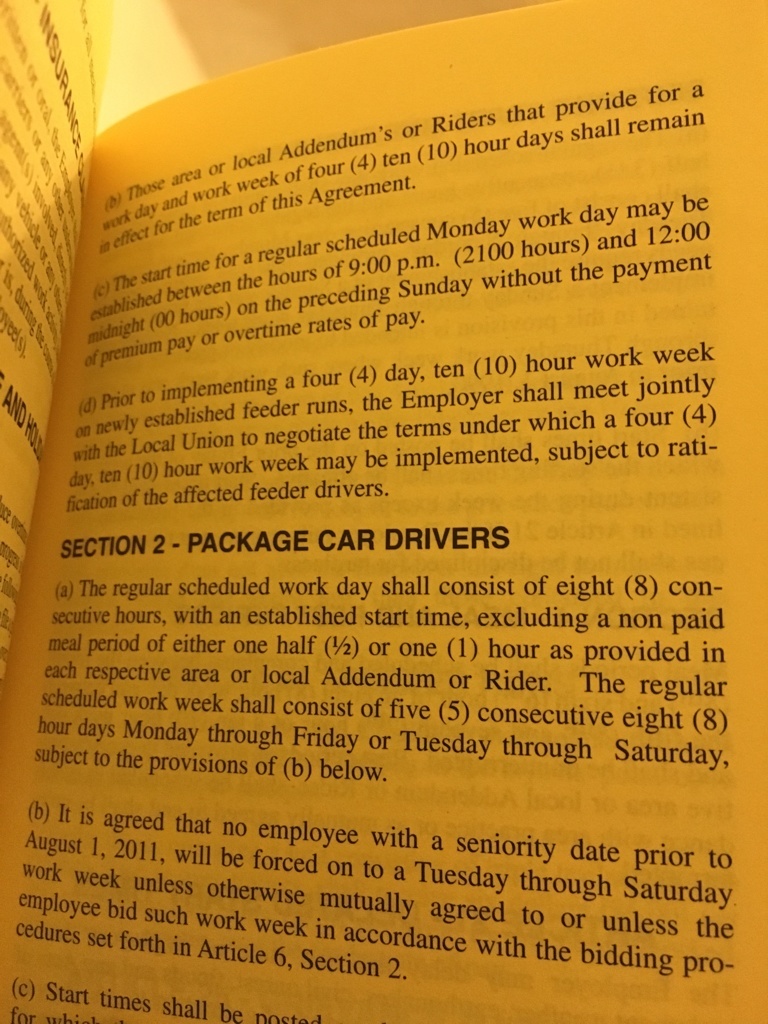 INSURANCE
(b) Those area or local Addendum's or Riders that provide for a
work day and work week of four (4) ten (10) hour days shall remain
in effect for the term of this Agreement.
(c) The start time for a regular scheduled Monday work day may be
established between the hours of 9:00 p.m. (2100 hours) and 12:00
midnight (00 hours) on the preceding Sunday without the payment
of premium pay or overtime rates of pay.
(d) Prior to implementing a four (4) day, ten (10) hour work week
on newly established feeder runs, the Employer shall meet jointly
with the Local Union to negotiate the terms under which a four (4)
day, ten (10) hour work week may be implemented, subject to rati-
fication of the affected feeder drivers.
SECTION 2 - PACKAGE CAR DRIVERS
(a) The regular scheduled work day shall consist of eight (8) con-
secutive hours, with an established start time, excluding a non paid
meal period of either one half (½) or one (1) hour as provided in
each respective area or local Addendum or Rider. The regular
scheduled work week shall consist of five (5) consecutive eight (8)
hour days Monday through Friday or Tuesday through Saturday,
subject to the provisions of (b) below.
(b) It is agreed that no employee with a seniority date prior to
August 1, 2011, will be forced on to a Tuesday through Saturday
work week unless otherwise mutually agreed to or unless the
employee bid such work week in accordance with the bidding pro-
cedures set forth in Article 6, Section 2.
(c) Start times shall be posted
for which